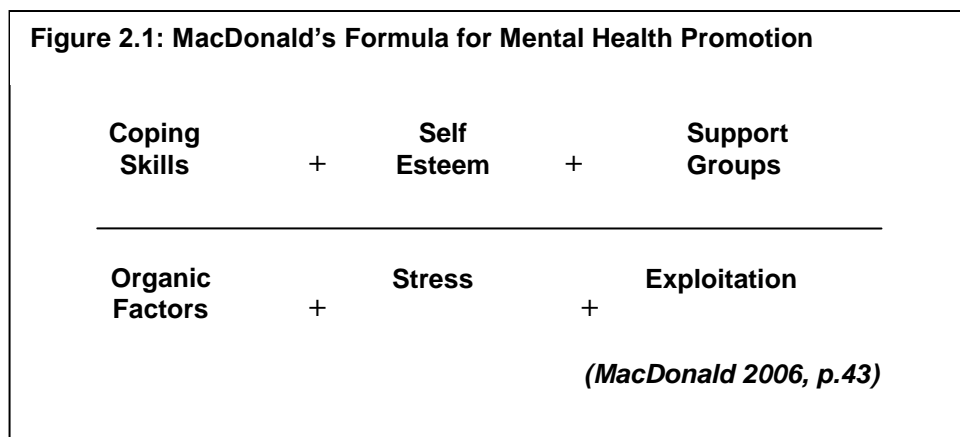 Figure 2.1: MacDonald's Formula for Mental Health Promotion
Coping Self Support
Skills + Esteem + Groups
Organic Stress Exploitation
Factors + +
(MacDonald 2006, p.43)